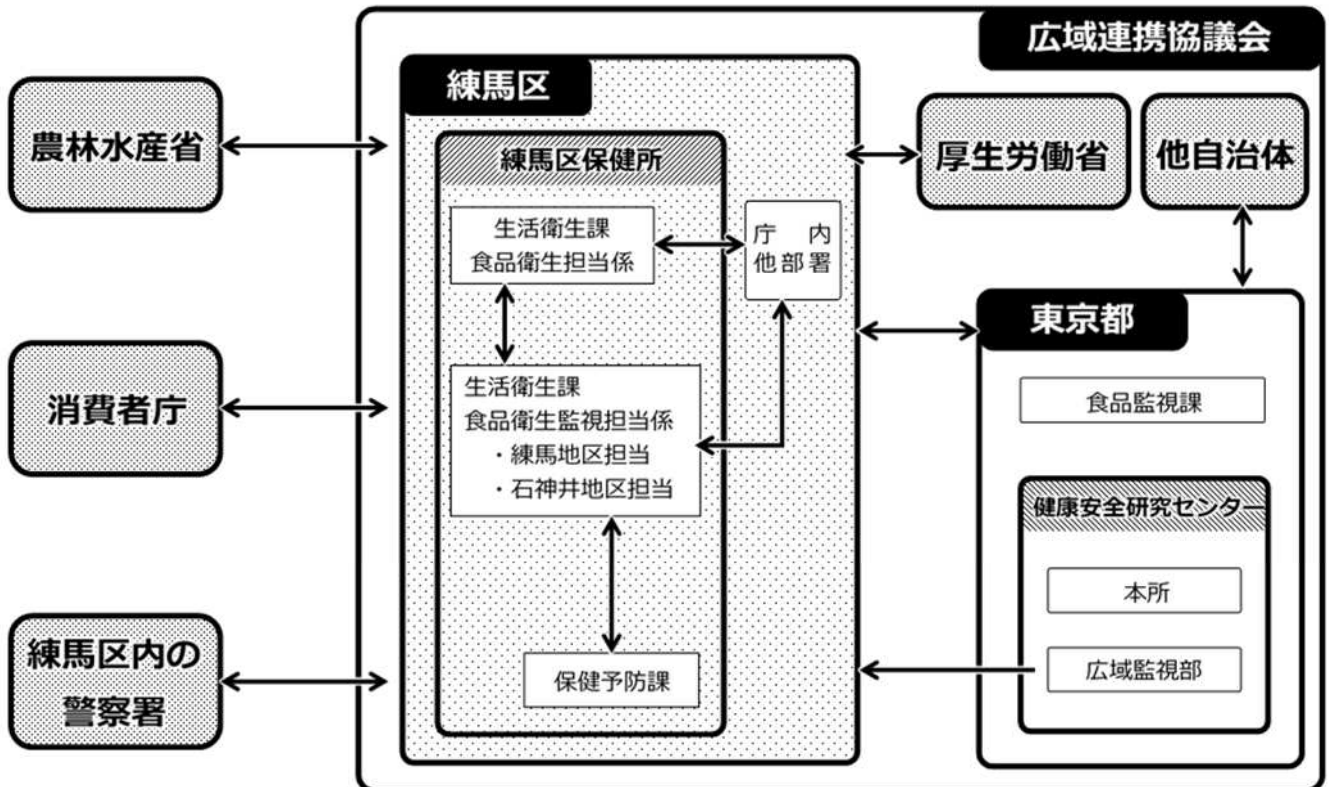 広域連携協議会
練馬区
農林水産省
練馬区保健所
厚生労働省
他自治体
生活衛生課
食品衛生担当係
庁内
他部署
東京都
消費者庁
生活衛生課
食品衛生監視担当係
・練馬地区担当
・石神井地区担当
食品監視課
健康安全研究センター
本所
練馬区内の
警察署
保健予防課
広域監視部